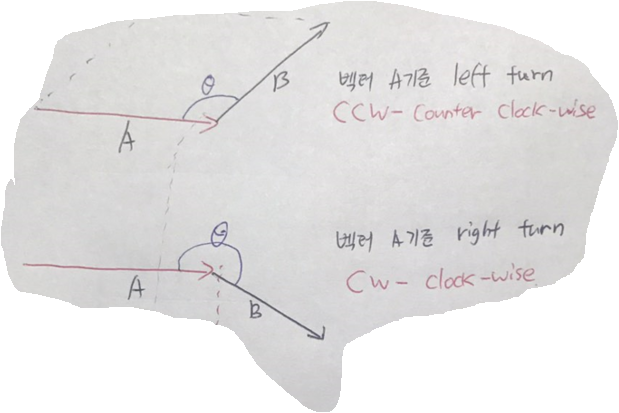 θ
B
벡터 A기준 left turn
CCW- Counter Clock-wise
A
θ
벡터 A기준 right turn
A
B
CW- clock-wise